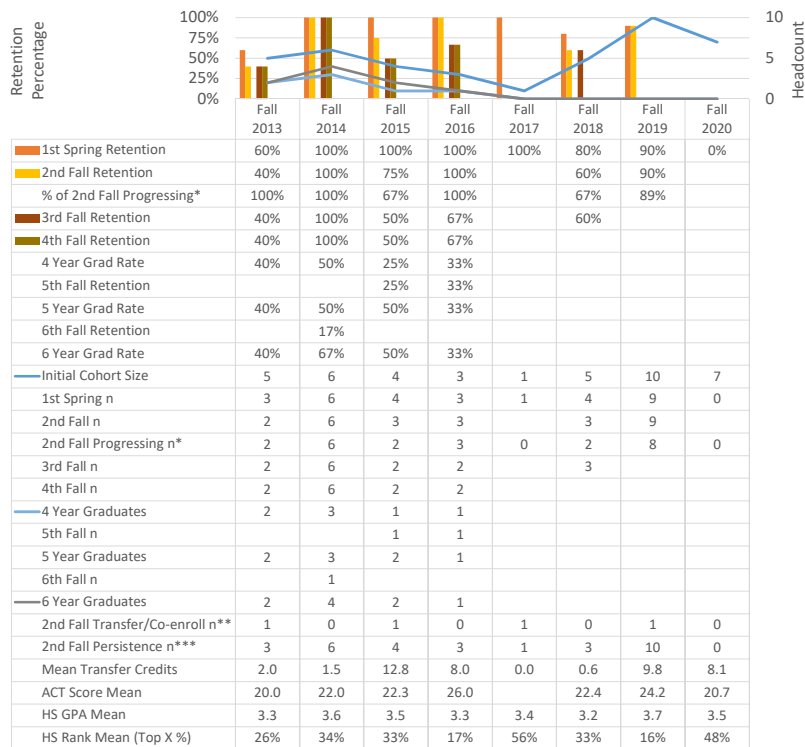 Retention
Percentage
100%
75%
50%
25%
0%
10
5
0
Headcount
Fall 2013 Fall 2014 Fall 2015 Fall 2016 Fall 2017 Fall 2018 Fall 2019 Fall 2020
1st Spring Retention 60% 100% 100% 100% 100% 80% 90% 0%
2nd Fall Retention 40% 100% 75% 100% 60% 90%
% of 2nd Fall Progressing* 100% 100% 67% 100% 67% 89%
3rd Fall Retention 40% 100% 50% 67% 60%
4th Fall Retention 40% 100% 50% 67%
4 Year Grad Rate 40% 50% 25% 33%
5th Fall Retention 25% 33%
5 Year Grad Rate 40% 50% 50% 33%
6th Fall Retention 17%
6 Year Grad Rate 40% 67% 50% 33%
Initial Cohort Size 5 6 4 3 1 5 10 7
1st Spring n 3 6 4 3 1 4 9 0
2nd Fall n 2 6 3 3 3 9
2nd Fall Progressing n* 2 6 2 3 0 2 8 0
3rd Fall n 2 6 2 2 3
4th Fall n 2 6 2 2
4 Year Graduates 2 3 1 1
5th Fall n 1 1
5 Year Graduates 2 3 2 1
6th Fall n 1
6 Year Graduates 2 4 2 1
2nd Fall Transfer/Co-enroll n** 1 0 1 0 1 0 1 0
2nd Fall Persistence n*** 3 6 4 3 1 3 10 0
Mean Transfer Credits 2.0 1.5 12.8 8.0 0.0 0.6 9.8 8.1
ACT Score Mean 20.0 22.0 22.3 26.0 22.4 24.2 20.7
HS GPA Mean 3.3 3.6 3.5 3.3 3.4 3.2 3.7 3.5
HS Rank Mean (Top X %) 26% 34% 33% 17% 56% 33% 16% 48%